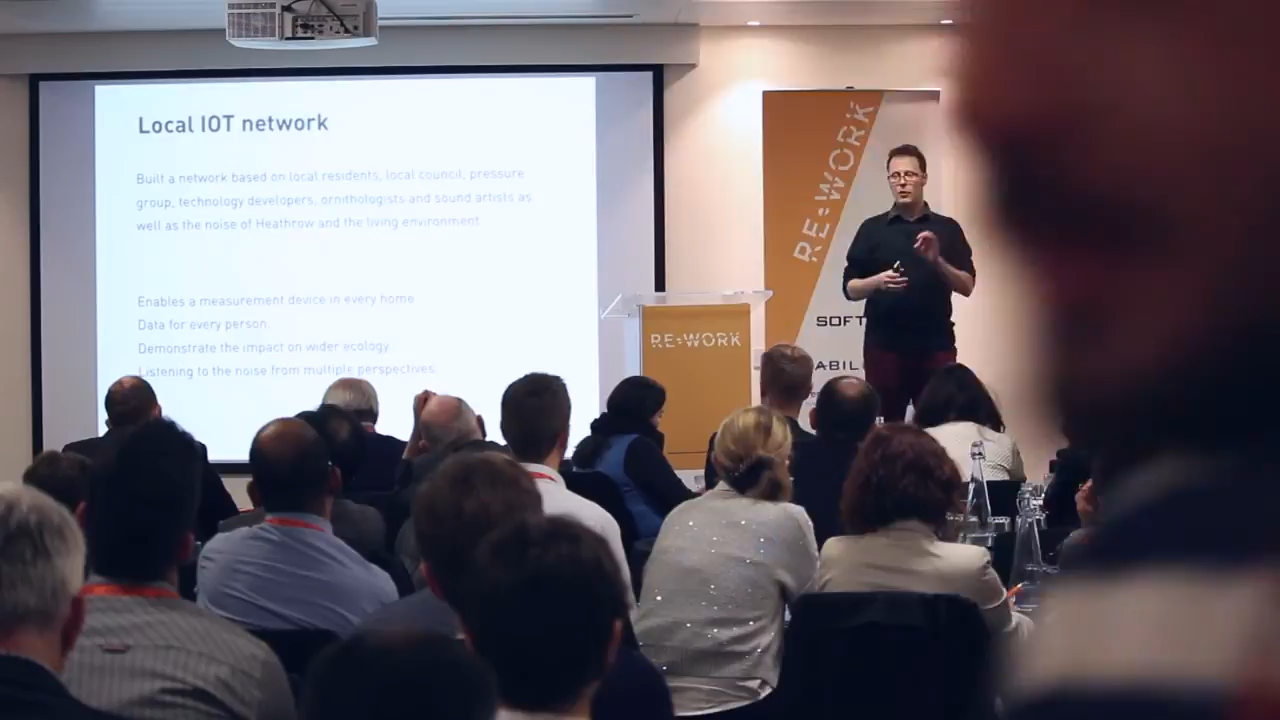 Local IOT network
Built a network based on local residents, local council, pressure
group, technology developers, ornithologists and sound artists as
well as the noise of Heathrow and the living environment.
Enables a measurement device in every home
Data for every person.
Demonstrate the impact on wider ecology.
Listening to the noise from multiple perspectives.
RE:WORK
RE:WORK
SOFT
ABIL